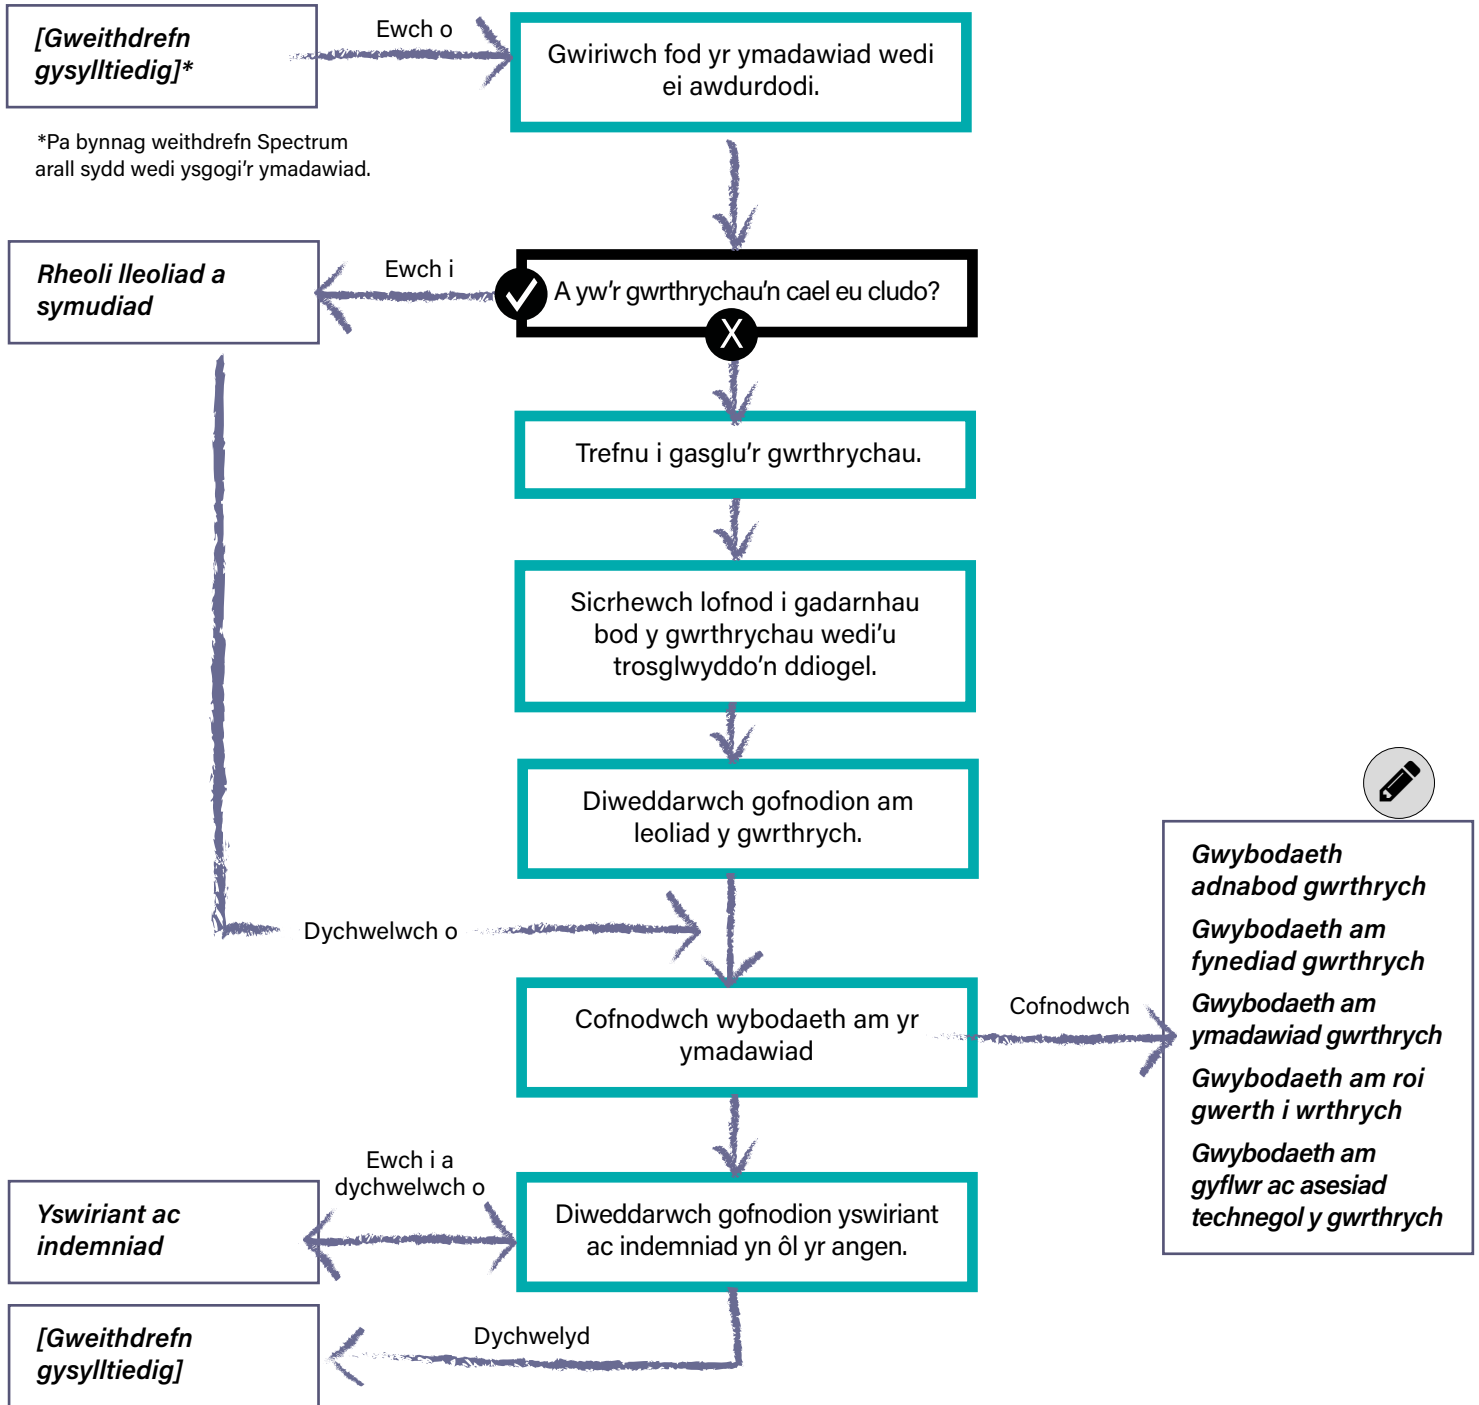 [Gweithdrefn
gysylltiedig]*
Ewch o
Gwiriwch fod yr ymadawiad wedi
ei awdurdodi.
*Pa bynnag weithdrefn Spectrum
arall sydd wedi ysgogi'r ymadawiad.
Rheoli lleoliad a
symudiad
Ewch i
A yw'r gwrthrychau'n cael eu cludo?
X
Trefnu i gasglu'r gwrthrychau.
Sicrhewch lofnod i gadarnhau
bod y gwrthrychau wedi'u
trosglwyddo'n ddiogel.
Diweddarwch gofnodion am
leoliad y gwrthrych.
Dychwelwch o
Cofnodwch wybodaeth am yr
ymadawiad
Cofnodwch
Gwybodaeth
adnabod gwrthrych
Gwybodaeth am
fynediad gwrthrych
Gwybodaeth am
ymadawiad gwrthrych
Gwybodaeth am roi
gwerth i wrthrych
Gwybodaeth am
gyflwr ac asesiad
technegol y gwrthrych
Ewch i a
dychwelwch o
Yswiriant ac
indemniad
Diweddarwch gofnodion yswiriant
ac indemniad yn ôl yr angen.
Dychwelyd
[Gweithdrefn
gysylltiedig]